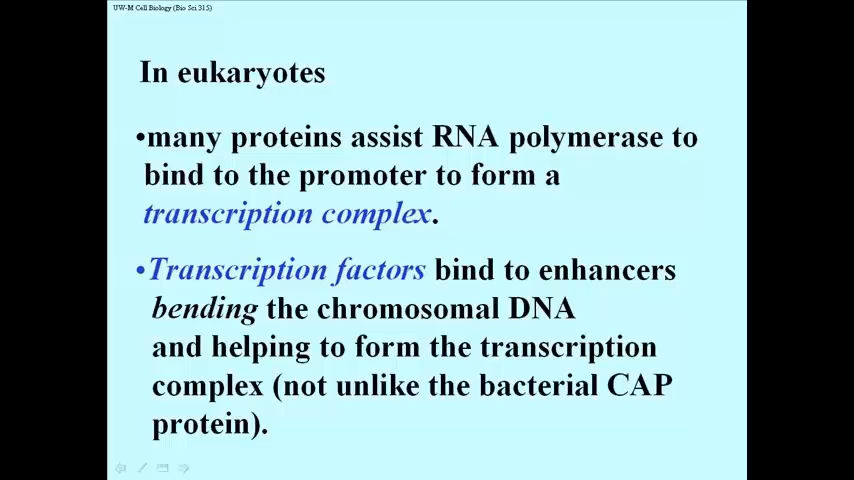 UW-M Cell Biology (Bio Sci 315)
In eukaryotes
•many proteins assist RNA polymerase to
bind to the promoter to form a
transcription complex.
•Transcription factors bind to enhancers
bending the chromosomal DNA
and helping to form the transcription
complex (not unlike the bacterial CAP
protein).